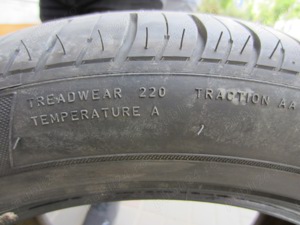 TREADWEAR 220 TRACTION AA
TEMPERATURE A